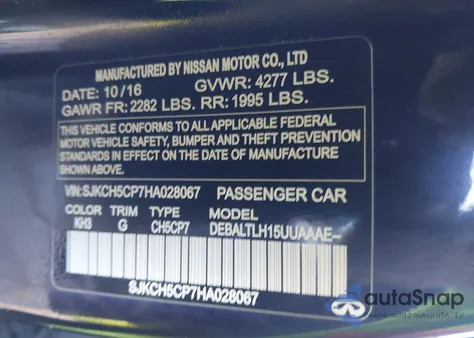 MANUFACTURED BY NISSAN MOTOR CO., LTD
DATE: 10/16 GVWR: 4277 LBS.
GAWR FR: 2282 LBS. RR: 1995 LBS.
THIS VEHICLE CONFORMS TO ALL APPLICABLE FEDERAL
MOTOR VEHICLE SAFETY, BUMPER AND THEFT PREVENTION
STANDARDS IN EFFECT ON THE DATE OF MANUFACTURE
SHOWN ABOVE.
VIN:SJKCH5CP7HA028067 PASSENGER CAR
COLOR TRIM TYPE MODEL
KH3 G CH5CP7 DEBALTLH15UUAAAE-
SJKCH5CP7HA028067
autoSnap